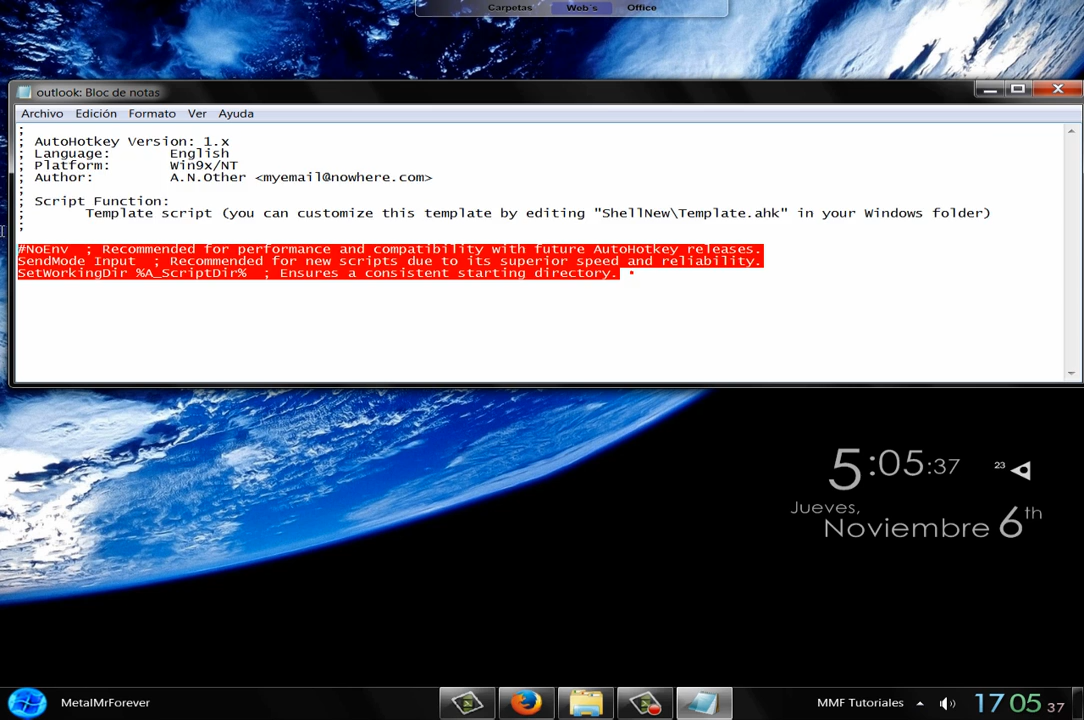 Carpetas Web's Office
outlook: Bloc de notas
Archivo Edición Formato Ver Ayuda
;
; AutoHotkey Version: 1.x
; Language: English
; Platform: Win9x/NT
; Author: A.N.Other <myemail@nowhere.com>
;
; Script Function:
; Template script (you can customize this template by editing "ShellNew\Template.ahk" in your Windows folder)
;
#NoEnv ; Recommended for performance and compatibility with future AutoHotkey releases.
SendMode Input ; Recommended for new scripts due to its superior speed and reliability.
SetWorkingDir %A_ScriptDir% ; Ensures a consistent starting directory.
5:05:37 23
Jueves,
Noviembre 6th
MetalMrForever MMF Tutoriales 17 05 37